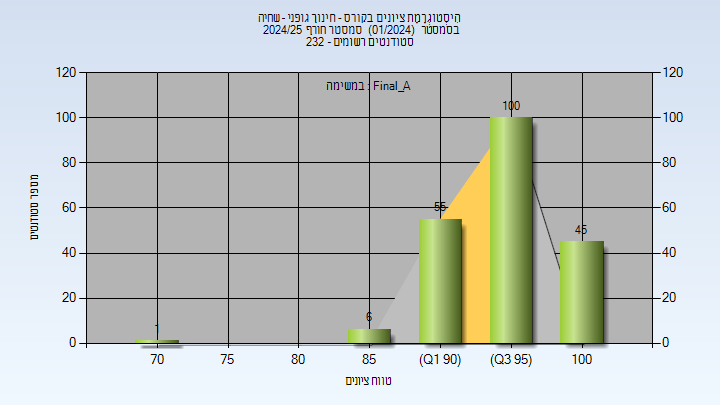 היסטוגרמת ציונים בקורס - חינוך גופני - שחיה
בסמסטר (01/2024) סמסטר חורף 2024/25
סטודנטים רשומים - 232
במשימה : Final_A
120 120
100 100
80 80
60 60
40 40
20 20
0 0
1
6
55
100
45
70 75 80 85 (Q1 90) (Q3 95) 100
מספר סטודנטים
טווח ציונים